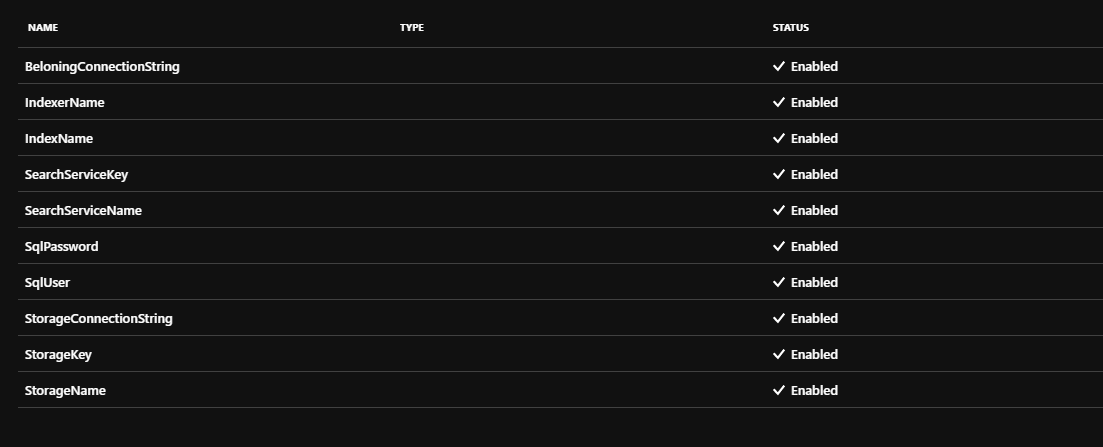 NAME TYPE STATUS
BeloningConnectionString Enabled
IndexerName Enabled
IndexName Enabled
SearchServiceKey Enabled
SearchServiceName Enabled
SqlPassword Enabled
SqlUser Enabled
StorageConnectionString Enabled
StorageKey Enabled
StorageName Enabled